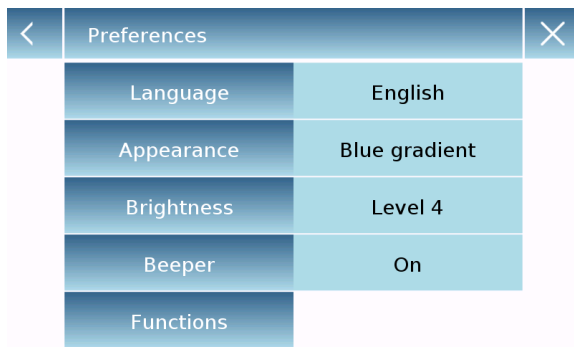 Preferences
Language English
Appearance Blue gradient
Brightness Level 4
Beeper On
Functions